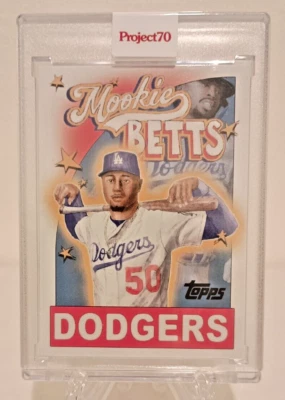 Project70
Mookie
BETTS
Dodgers
Dodgers
50
TOPPS
DODGERS